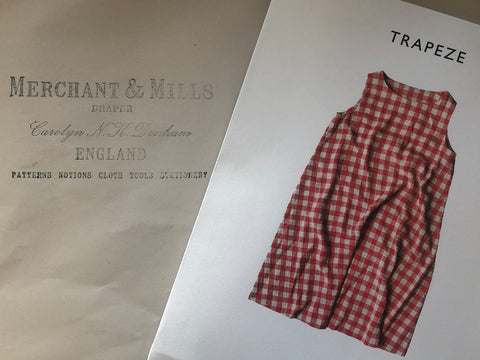 MERCHANT & MILLS
DRAPER
Carolyn N.K. Denham
ENGLAND
PATTERNS NOTIONS CLOTH TOOLS STATIONERY
TRAPEZE